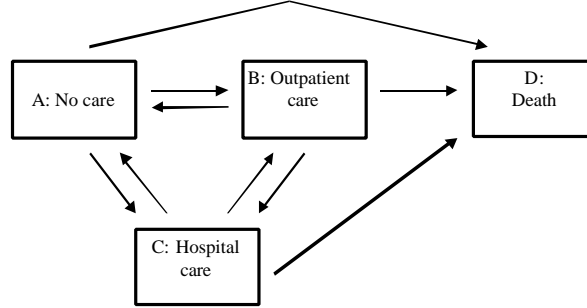 A: No care
B: Outpatient
care
D:
Death
C: Hospital
care